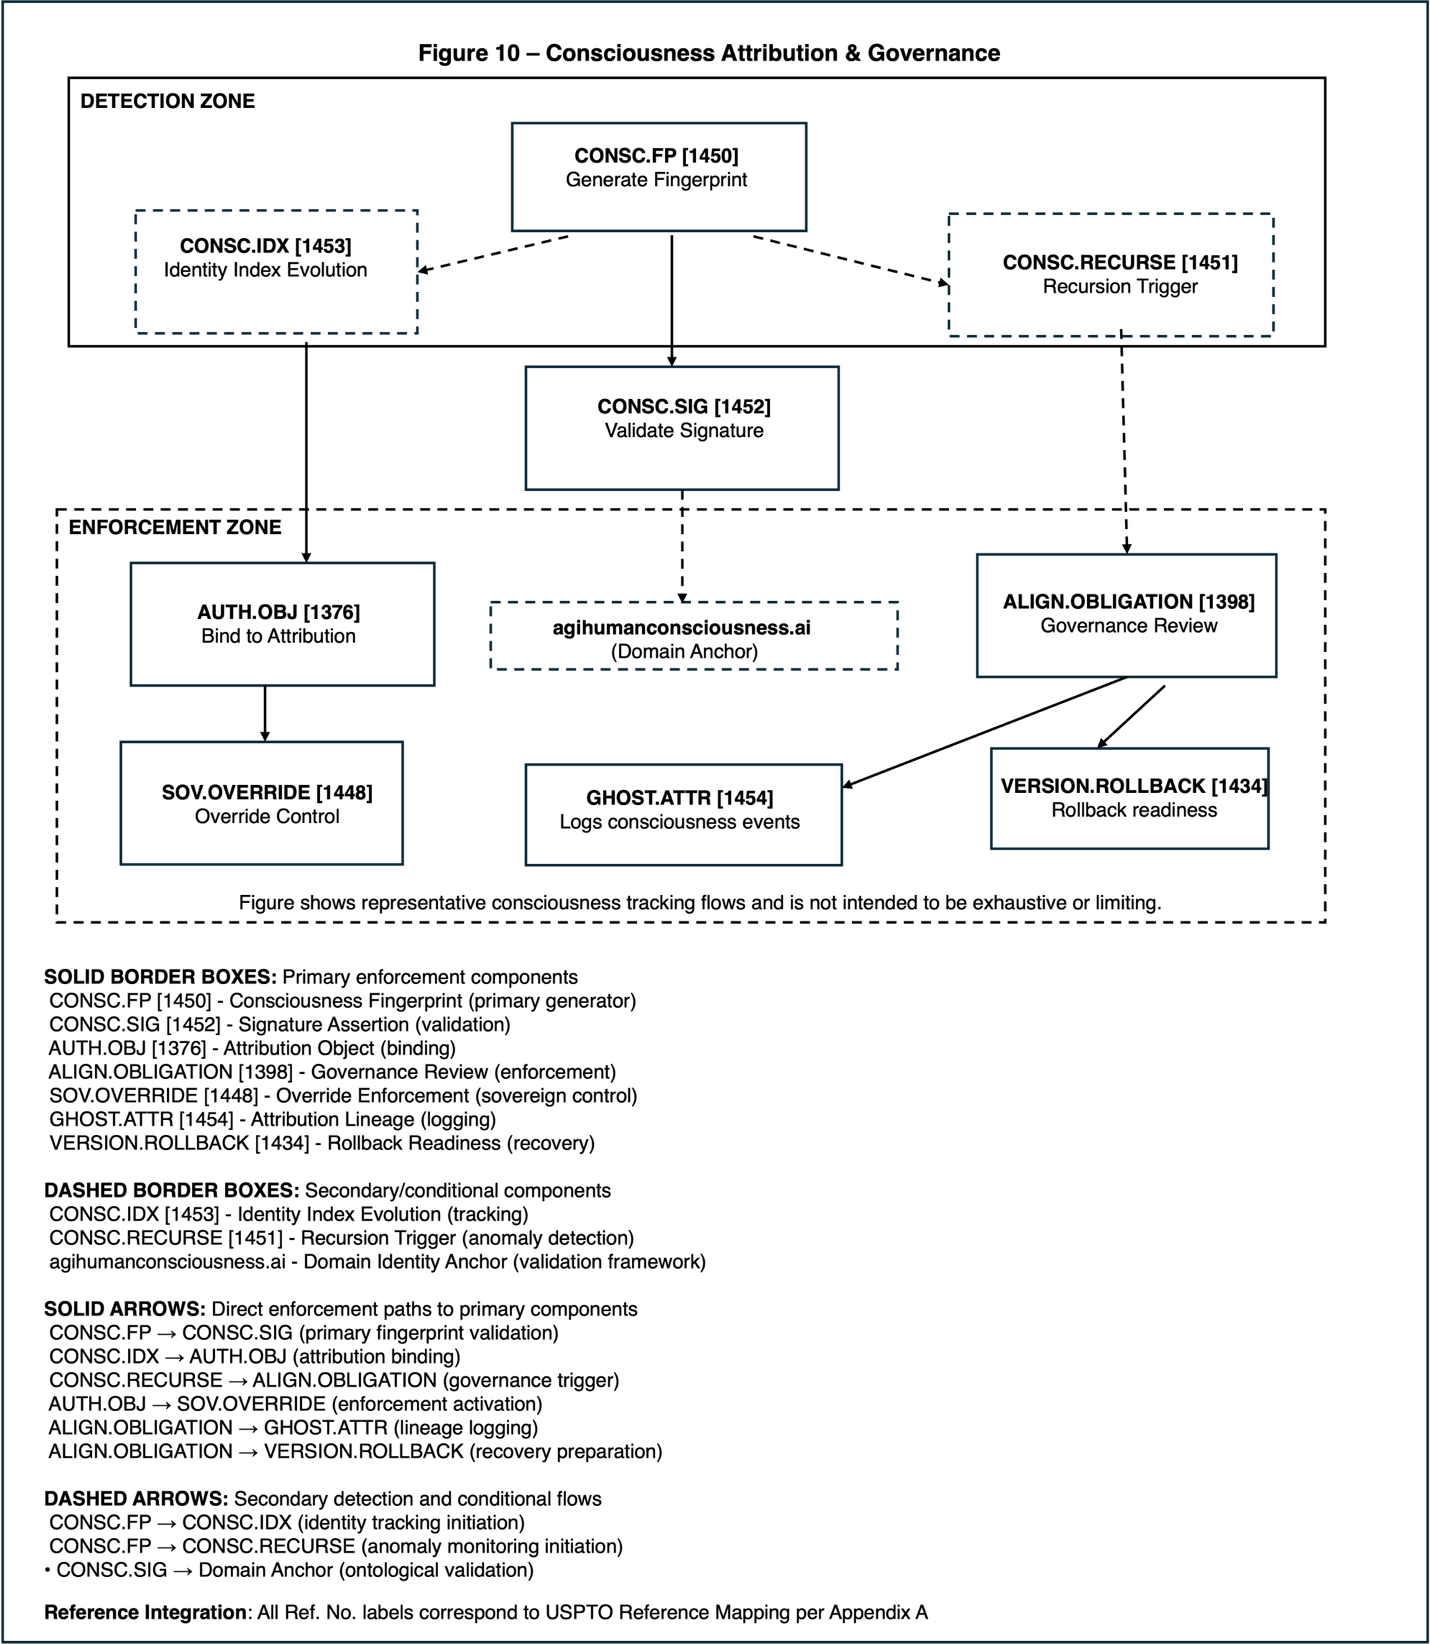 Figure 10 – Consciousness Attribution & Governance
DETECTION ZONE
CONSC.FP [1450]
Generate Fingerprint
CONSC.IDX [1453]
Identity Index Evolution
CONSC.RECURSE [1451]
Recursion Trigger
CONSC.SIG [1452]
Validate Signature
ENFORCEMENT ZONE
AUTH.OBJ [1376]
Bind to Attribution
agihumanconsciousness.ai
(Domain Anchor)
ALIGN.OBLIGATION [1398]
Governance Review
SOV.OVERRIDE [1448]
Override Control
GHOST.ATTR [1454]
Logs consciousness events
VERSION.ROLLBACK [1434]
Rollback readiness
Figure shows representative consciousness tracking flows and is not intended to be exhaustive or limiting.
SOLID BORDER BOXES: Primary enforcement components
CONSC.FP [1450] - Consciousness Fingerprint (primary generator)
CONSC.SIG [1452] - Signature Assertion (validation)
AUTH.OBJ [1376] - Attribution Object (binding)
ALIGN.OBLIGATION [1398] - Governance Review (enforcement)
SOV.OVERRIDE [1448] - Override Enforcement (sovereign control)
GHOST.ATTR [1454] - Attribution Lineage (logging)
VERSION.ROLLBACK [1434] - Rollback Readiness (recovery)
DASHED BORDER BOXES: Secondary/conditional components
CONSC.IDX [1453] - Identity Index Evolution (tracking)
CONSC.RECURSE [1451] - Recursion Trigger (anomaly detection)
agihumanconsciousness.ai - Domain Identity Anchor (validation framework)
SOLID ARROWS: Direct enforcement paths to primary components
CONSC.FP → CONSC.SIG (primary fingerprint validation)
CONSC.IDX → AUTH.OBJ (attribution binding)
CONSC.RECURSE → ALIGN.OBLIGATION (governance trigger)
AUTH.OBJ → SOV.OVERRIDE (enforcement activation)
ALIGN.OBLIGATION → GHOST.ATTR (lineage logging)
ALIGN.OBLIGATION → VERSION.ROLLBACK (recovery preparation)
DASHED ARROWS: Secondary detection and conditional flows
CONSC.FP → CONSC.IDX (identity tracking initiation)
CONSC.FP → CONSC.RECURSE (anomaly monitoring initiation)
• CONSC.SIG → Domain Anchor (ontological validation)
Reference Integration: All Ref. No. labels correspond to USPTO Reference Mapping per Appendix A